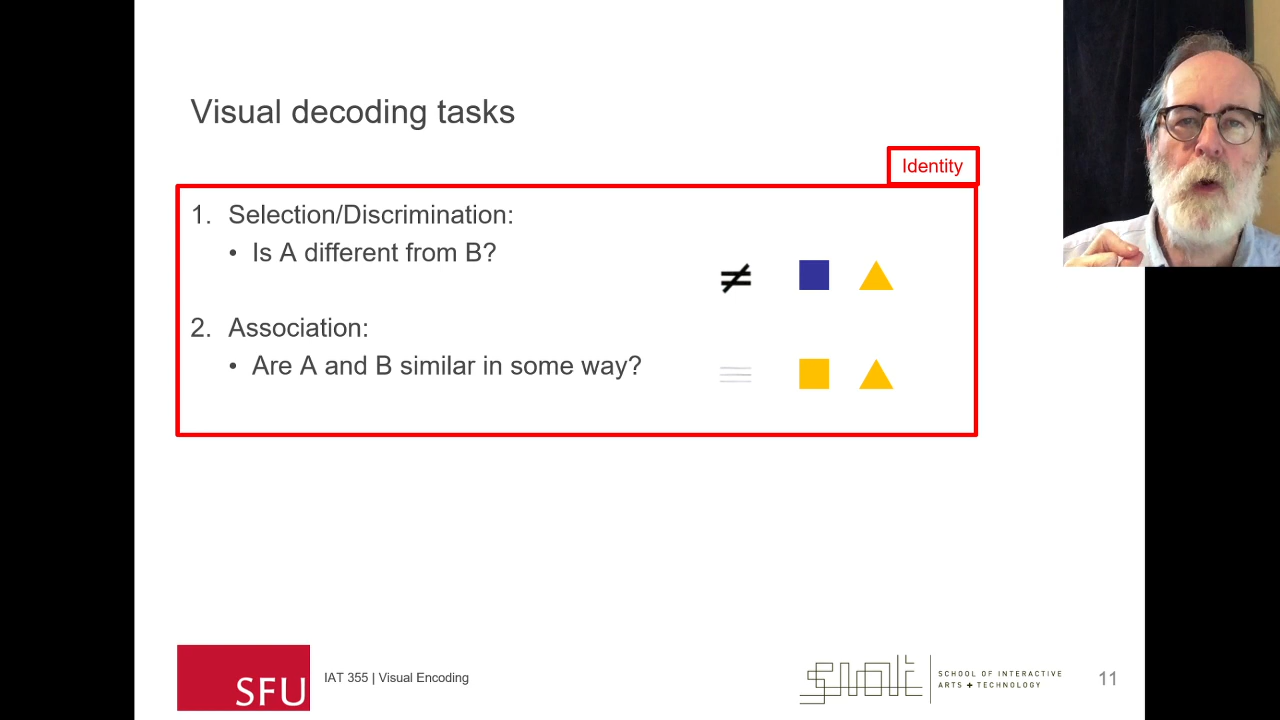 Visual decoding tasks
Identity
1. Selection/Discrimination:
• Is A different from B?
≠
2. Association:
• Are A and B similar in some way?
SFU
IAT 355 | Visual Encoding
siat
SCHOOL OF INTERACTIVE
ARTS + TECHNOLOGY
11